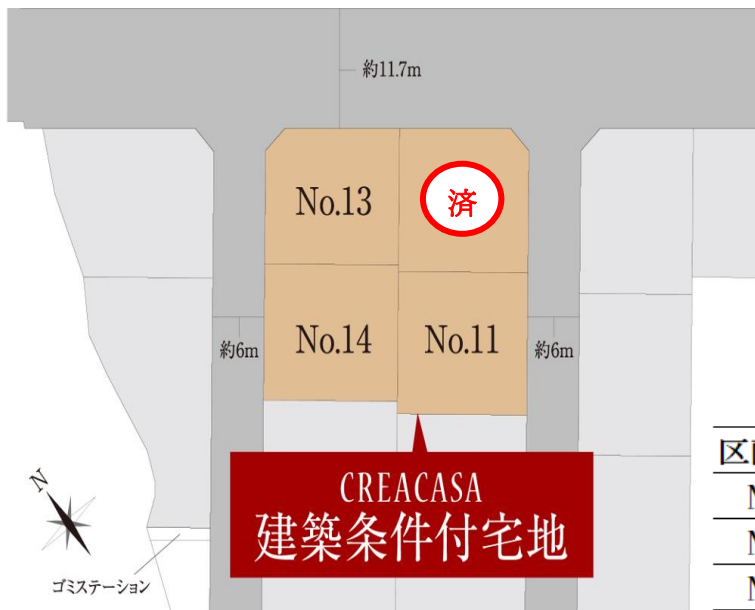 約11.7m
No.13
済
No.14
No.11
約6m
約6m
CREACASA
建築条件付宅地
N
ゴミステーション
区